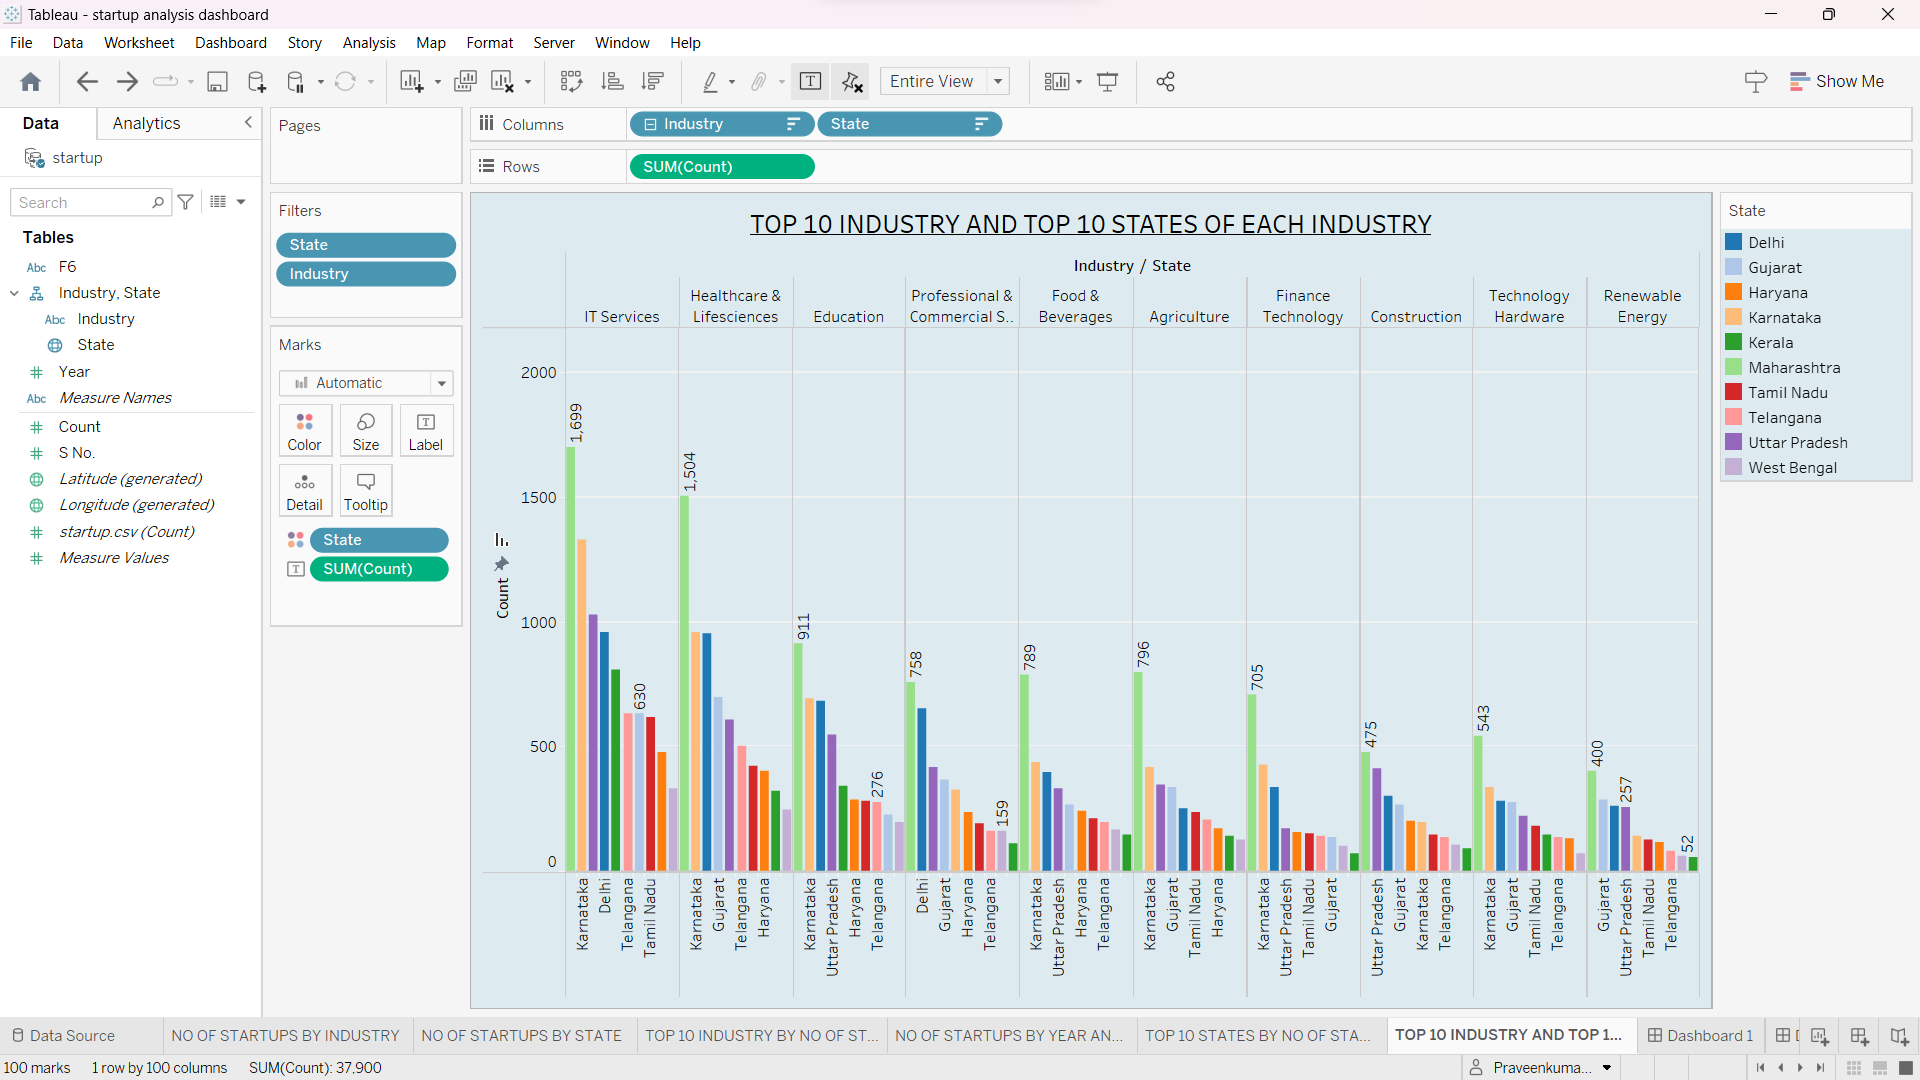 Tableau - startup analysis dashboard
File Data Worksheet Dashboard Story Analysis Map Format Server Window Help
Entire View
Show Me
Data Analytics
startup
Search
Tables
Abc F6
Industry, State
Abc Industry
State
Year
Abc Measure Names
Count
S No.
Latitude (generated)
Longitude (generated)
startup.csv (Count)
Measure Values
Pages
Filters
State
Industry
Marks
Automatic
Color Size Label
Detail Tooltip
State
SUM(Count)
Columns Industry State
Rows SUM(Count)
TOP 10 INDUSTRY AND TOP 10 STATES OF EACH INDUSTRY
Industry / State
IT Services
Healthcare &
Lifesciences
Education
Professional &
Commercial S..
Food &
Beverages
Agriculture
Finance
Technology
Construction
Technology
Hardware
Renewable
Energy
Count
2000
1500
1000
500
0
1,699
630
1,504
911
276
758
159
789
796
705
475
543
400
257
52
Karnataka
Delhi
Telangana
Tamil Nadu
Karnataka
Gujarat
Telangana
Haryana
Karnataka
Uttar Pradesh
Haryana
Telangana
Delhi
Gujarat
Haryana
Telangana
Karnataka
Uttar Pradesh
Haryana
Telangana
Karnataka
Gujarat
Tamil Nadu
Haryana
Karnataka
Uttar Pradesh
Tamil Nadu
Gujarat
Uttar Pradesh
Gujarat
Karnataka
Telangana
Karnataka
Gujarat
Tamil Nadu
Telangana
Gujarat
Uttar Pradesh
Tamil Nadu
Telangana
State
Delhi
Gujarat
Haryana
Karnataka
Kerala
Maharashtra
Tamil Nadu
Telangana
Uttar Pradesh
West Bengal
Data Source NO OF STARTUPS BY INDUSTRY NO OF STARTUPS BY STATE TOP 10 INDUSTRY BY NO OF ST... NO OF STARTUPS BY YEAR AN... TOP 10 STATES BY NO OF STA... TOP 10 INDUSTRY AND TOP 1... Dashboard 1
100 marks 1 row by 100 columns SUM(Count): 37,900 Praveenkuma...